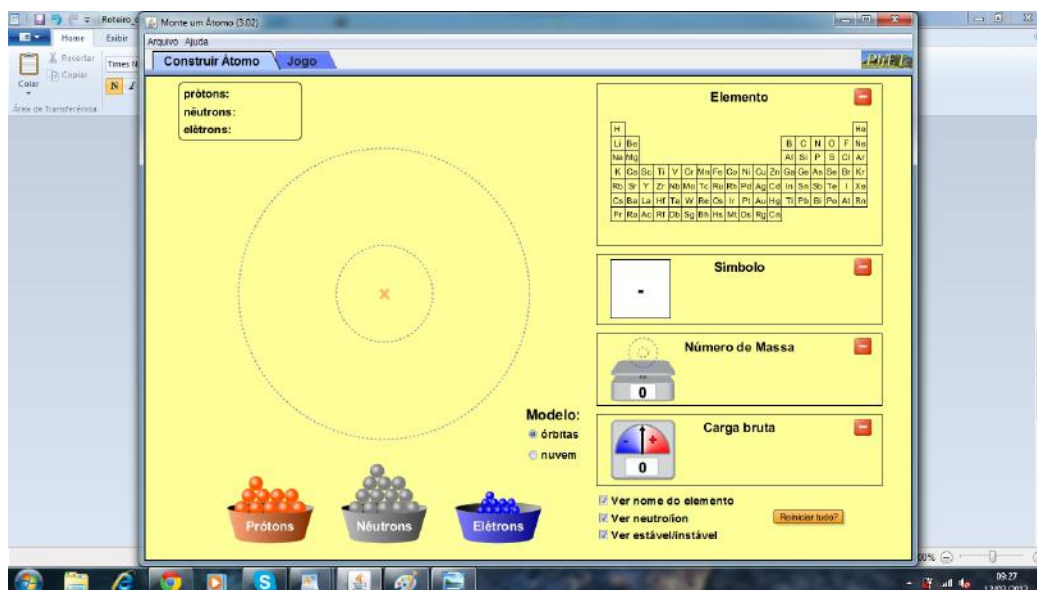 Monte um Átomo (3.02)
Home
Exibir
Recortar
Copiar
Colar
Times N
N
I
Área de Transferência
Arquivo Ajuda
Construir Átomo
Jogo
prótons:
nêutrons:
elétrons:
Elemento
H He
Li Be B C N O F Ne
Na Mg Al Si P S Cl Ar
K Ca Sc Ti V Cr Mn Fe Co Ni Cu Zn Ga Ge As Se Br Kr
Rb Sr Y Zr Nb Mo Tc Ru Rh Pd Ag Cd In Sn Sb Te I Xe
Cs Ba La Hf Ta W Re Os Ir Pt Au Hg Tl Pb Bi Po At Rn
Fr Ra Ac Rf Db Sg Bh Hs Mt Ds Rg Cn
Símbolo
-
Número de Massa
0
Carga bruta
- +
0
Modelo:
órbitas
nuvem
Prótons
Nêutrons
Elétrons
Ver nome do elemento
Ver neutro/íon
Ver estável/instável
Reiniciar tudo?
09:27